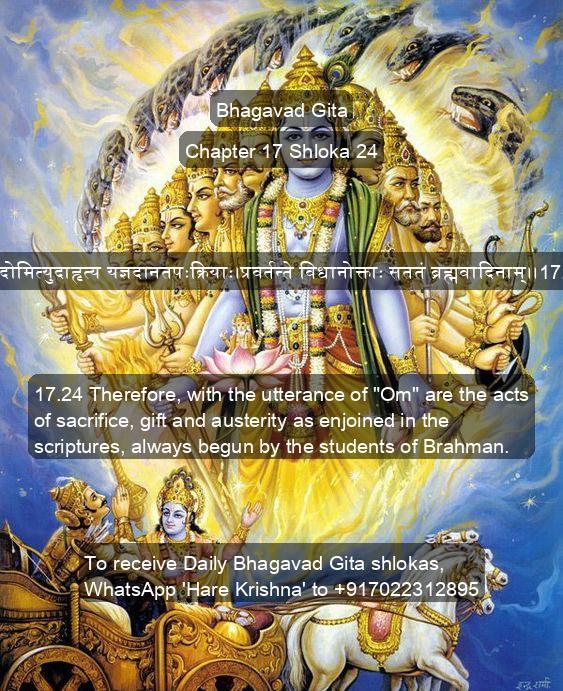 Bhagavad Gita
Chapter 17 Shloka 24
दोमित्युदाहृत्य यज्ञदानतपःक्रियाः।प्रवर्तन्ते विधानोक्ताः सततं ब्रह्मवादिनाम्।।17
17.24 Therefore, with the utterance of "Om" are the acts
of sacrifice, gift and austerity as enjoined in the
scriptures, always begun by the students of Brahman.
To receive Daily Bhagavad Gita shlokas,
WhatsApp 'Hare Krishna' to +917022312895
इन्द्र शर्मा